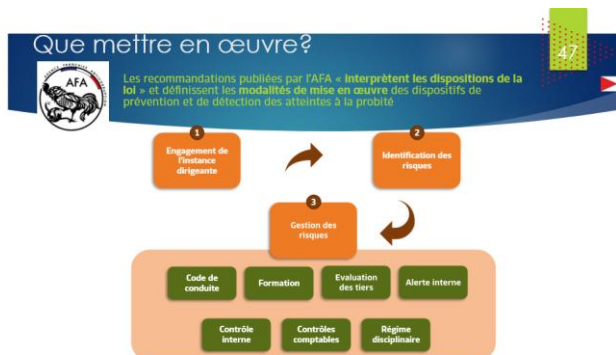 Que mettre en œuvre?
47
AFA
Les recommandations publiées par l'AFA « interprètent les dispositions de la
loi » et définissent les modalités de mise en œuvre des dispositifs de
prévention et de détection des atteintes à la probité
1
Engagement de
l'instance
dirigeante
2
Identification des
risques
3
Gestion des
risques
Code de
conduite
Formation
Evaluation
des tiers
Alerte interne
Contrôle
interne
Contrôles
comptables
Régime
disciplinaire